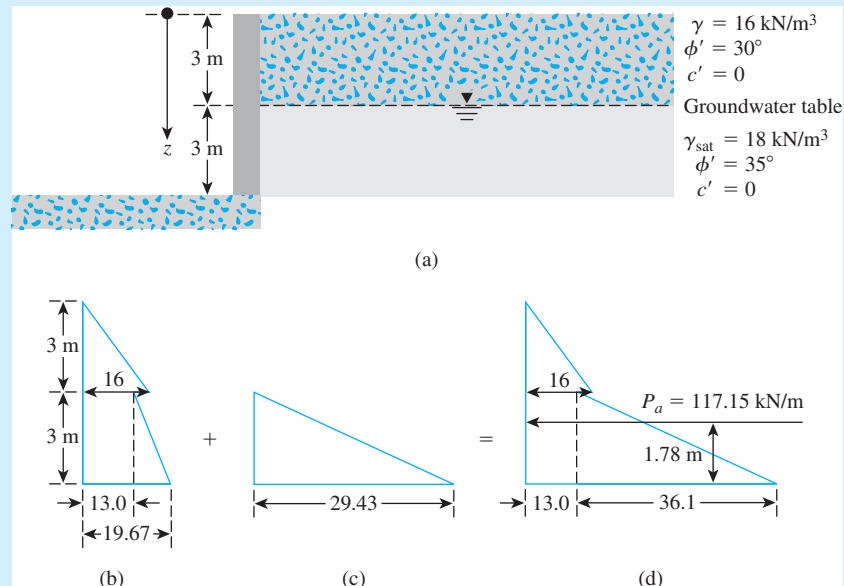 γ = 16 kN/m³
ϕ′ = 30°
c′ = 0
3 m
Groundwater table
z
3 m
γsat = 18 kN/m³
ϕ′ = 35°
c′ = 0
(a)
3 m
16
3 m
13.0
19.67
(b)
+
29.43
(c)
=
16
Pa = 117.15 kN/m
1.78 m
13.0
36.1
(d)